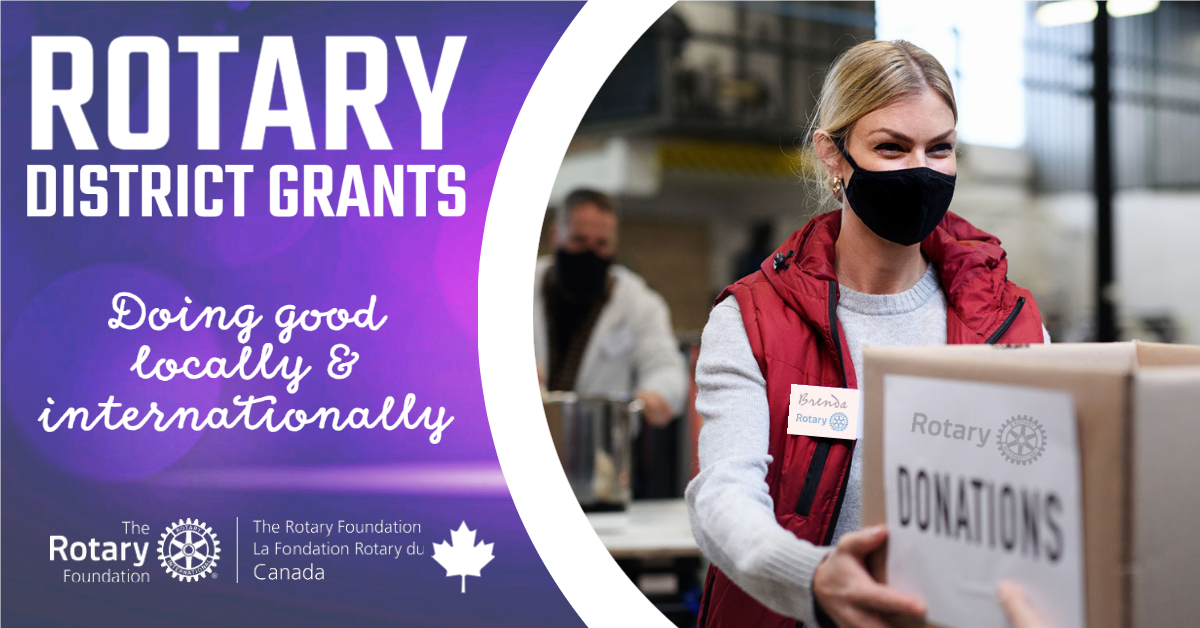 ROTARY
DISTRICT GRANTS
Doing good
locally &
internationally
The
Rotary
Foundation
The Rotary Foundation
La Fondation Rotary du
Canada
Brenda
Rotary
Rotary
DONATIONS